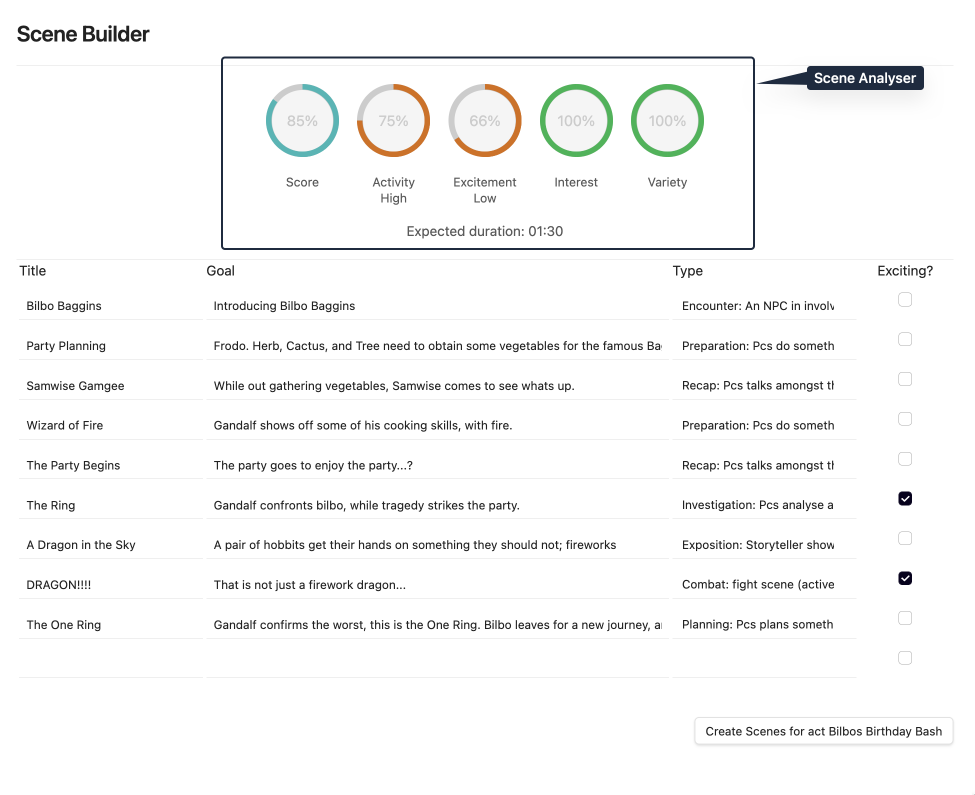 Scene Builder
Scene Analyser
85% 75% 66% 100% 100%
Score Activity High Excitement Low Interest Variety
Expected duration: 01:30
Title Goal Type Exciting?
Bilbo Baggins Introducing Bilbo Baggins Encounter: An NPC in involv
Party Planning Frodo. Herb, Cactus, and Tree need to obtain some vegetables for the famous Ba Preparation: Pcs do someth
Samwise Gamgee While out gathering vegetables, Samwise comes to see whats up. Recap: Pcs talks amongst th
Wizard of Fire Gandalf shows off some of his cooking skills, with fire. Preparation: Pcs do someth
The Party Begins The party goes to enjoy the party...? Recap: Pcs talks amongst th
The Ring Gandalf confronts bilbo, while tragedy strikes the party. Investigation: Pcs analyse a
A Dragon in the Sky A pair of hobbits get their hands on something they should not; fireworks Exposition: Storyteller show
DRAGON!!!! That is not just a firework dragon... Combat: fight scene (active
The One Ring Gandalf confirms the worst, this is the One Ring. Bilbo leaves for a new journey, a Planning: Pcs plans someth
Create Scenes for act Bilbos Birthday Bash